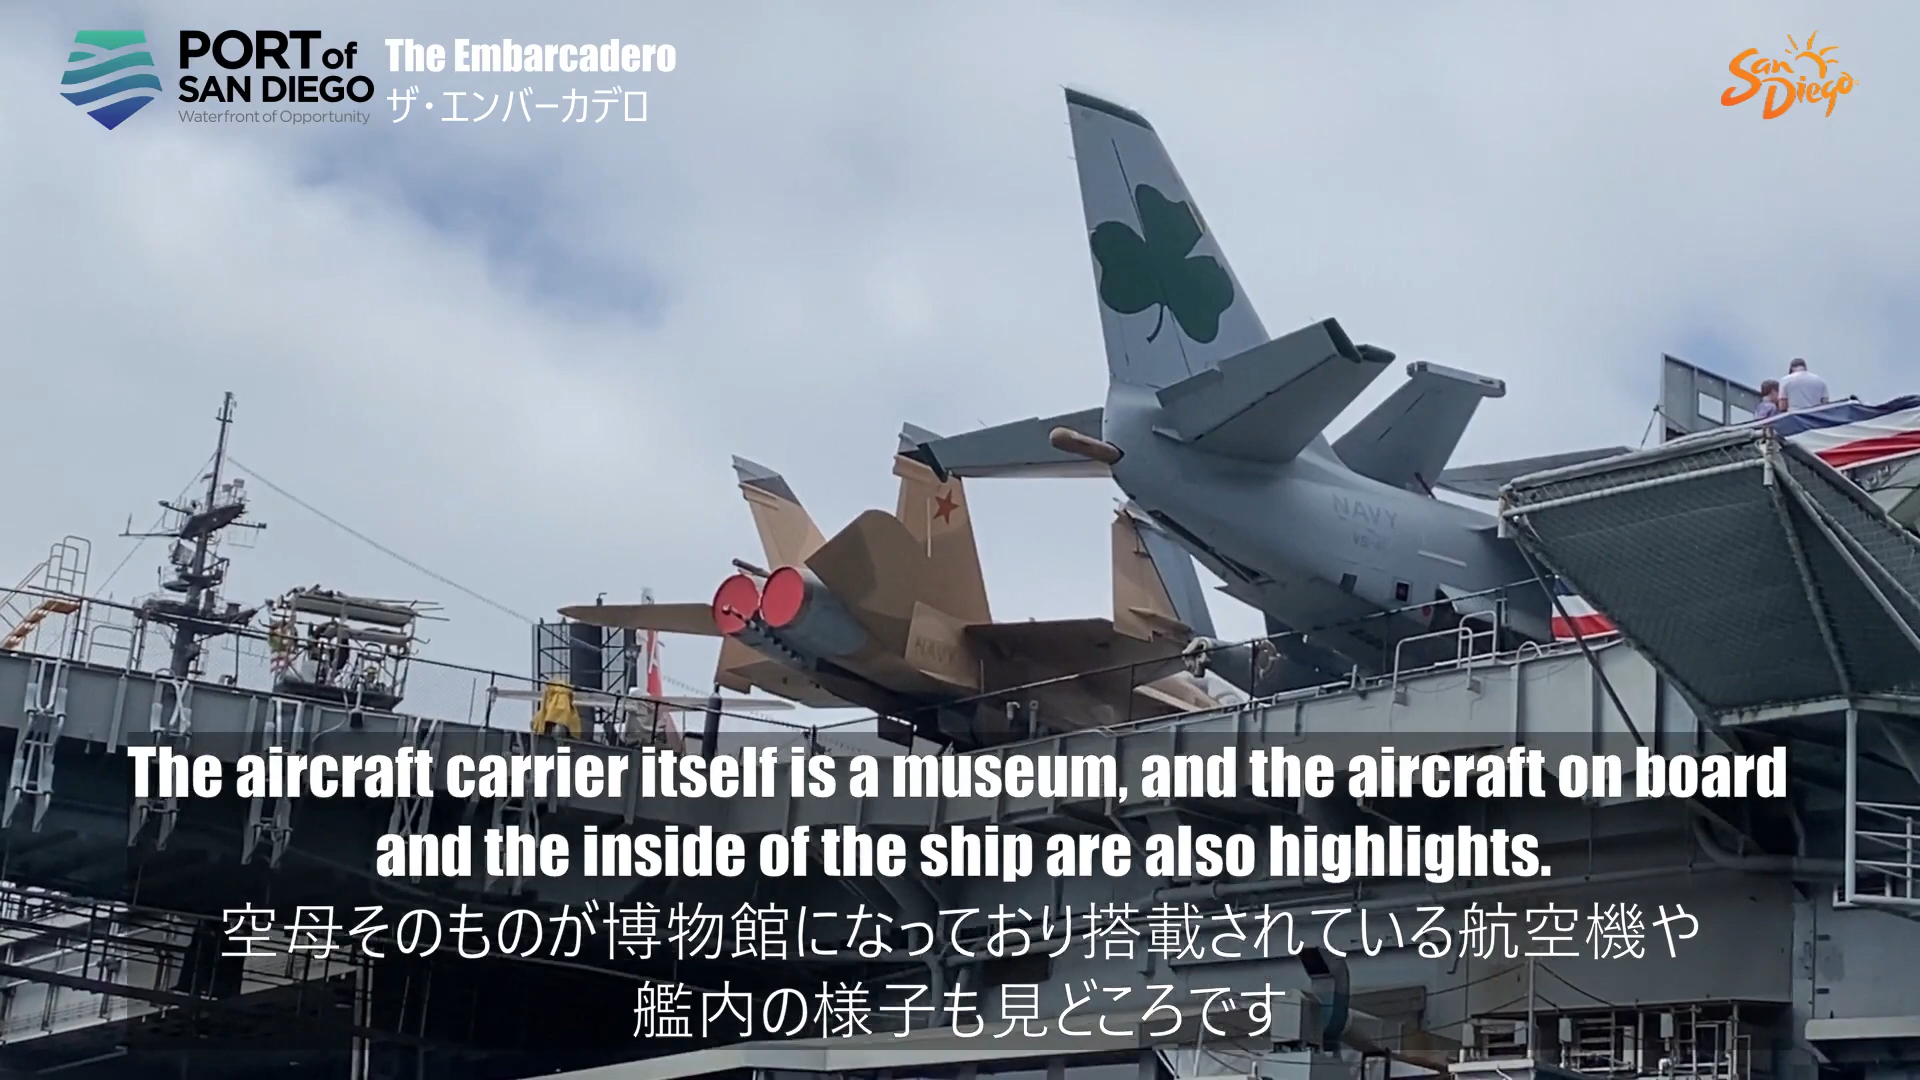 PORT of
SAN DIEGO
Waterfront of Opportunity
The Embarcadero
ザ・エンバーカデロ
San
Diego
NAVY
NAVY
The aircraft carrier itself is a museum, and the aircraft on board
and the inside of the ship are also highlights.
空母そのものが博物館になっており搭載されている航空機や
艦内の様子も見どころです